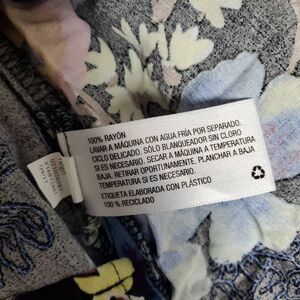 100% RAYÓN
LAVAR A MÁQUINA CON AGUA FRÍA POR SEPARADO.
CICLO DELICADO. SÓLO BLANQUEADOR SIN CLORO
SI ES NECESARIO. SECAR A MÁQUINA A TEMPERATURA
BAJA. RETIRAR OPORTUNAMENTE. PLANCHAR A BAJA
TEMPERATURA SI ES NECESARIO.
ETIQUETA ELABORADA CON PLÁSTICO
100 % RECICLADO